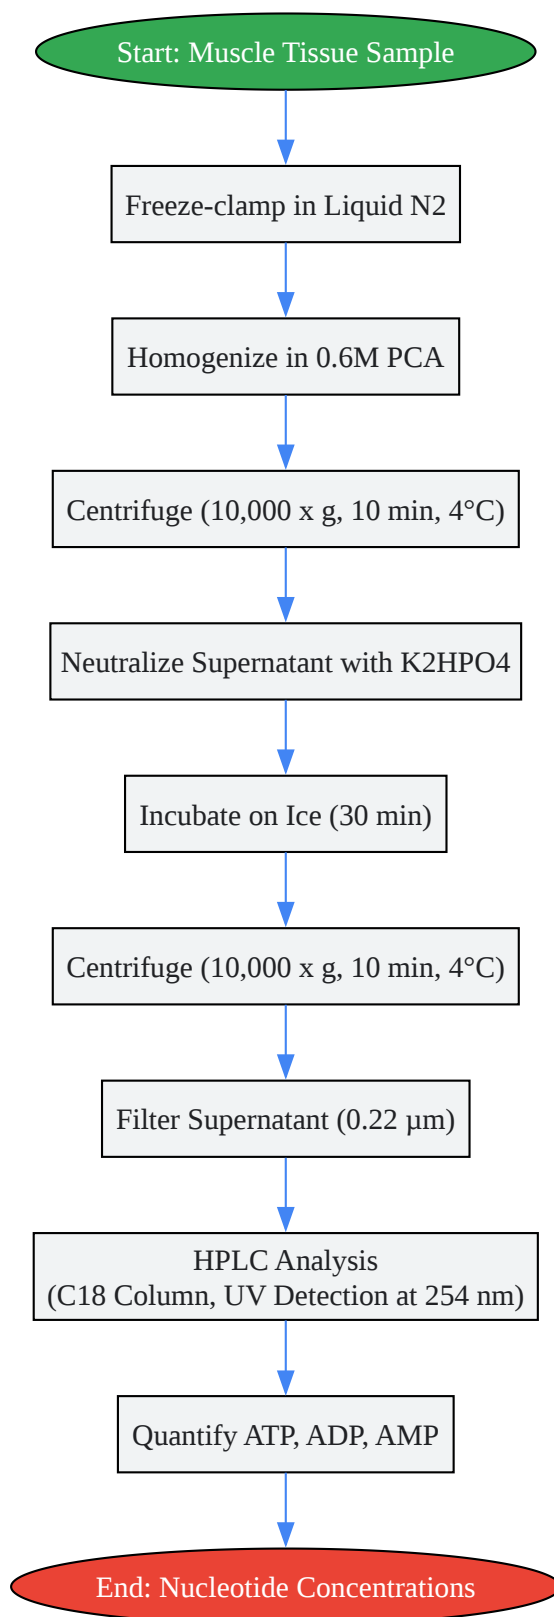 Start: Muscle Tissue Sample
Freeze-clamp in Liquid N2
Homogenize in 0.6M PCA
Centrifuge (10,000 x g, 10 min, 4°C)
Neutralize Supernatant with K2HPO4
Incubate on Ice (30 min)
Centrifuge (10,000 x g, 10 min, 4°C)
Filter Supernatant (0.22 µm)
HPLC Analysis
(C18 Column, UV Detection at 254 nm)
Quantify ATP, ADP, AMP
End: Nucleotide Concentrations